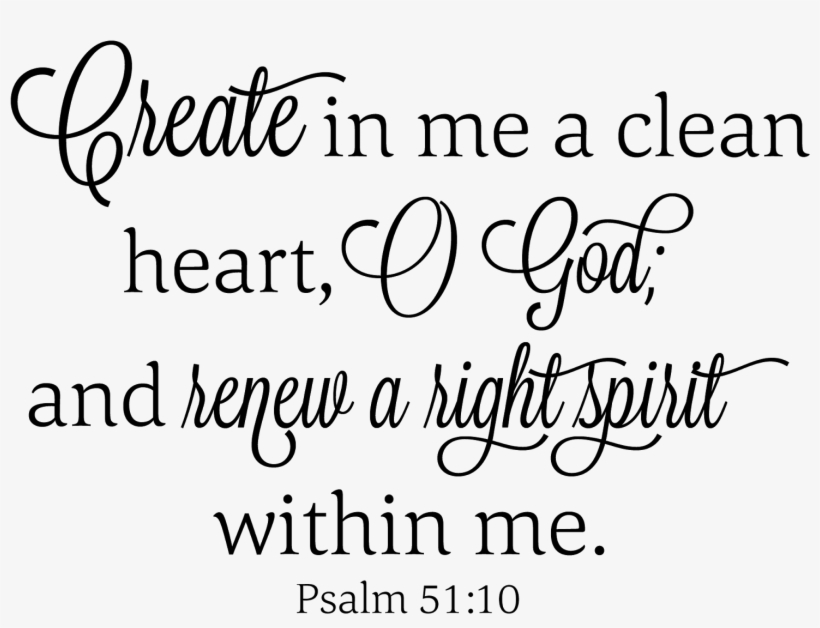 Create in me a clean
heart, O God;
and renew a right spirit
within me.
Psalm 51:10